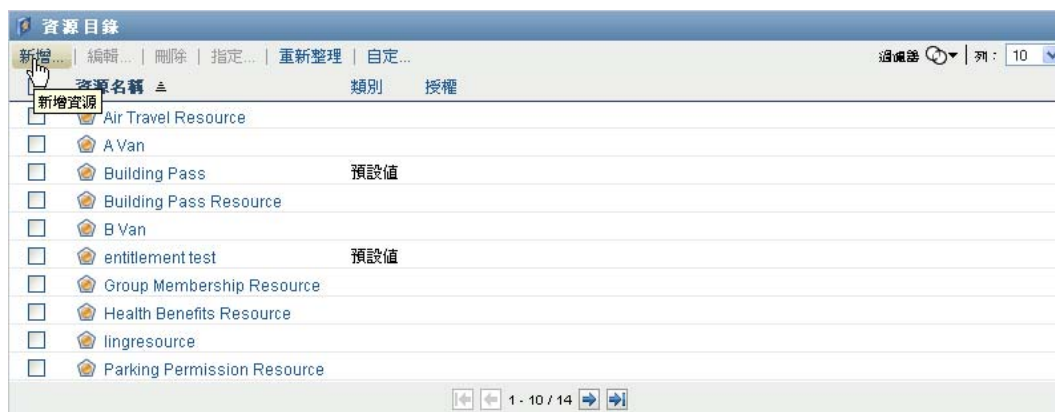 資源目錄
新增... | 編輯... | 刪除 | 指定... | 重新整理 | 自定... 過濾器 | 列: 10
資源名稱 類別 授權
新增資源
Air Travel Resource
A Van
Building Pass 預設值
Building Pass Resource
B Van
entitlement test 預設值
Group Membership Resource
Health Benefits Resource
lingresource
Parking Permission Resource
1 - 10 / 14